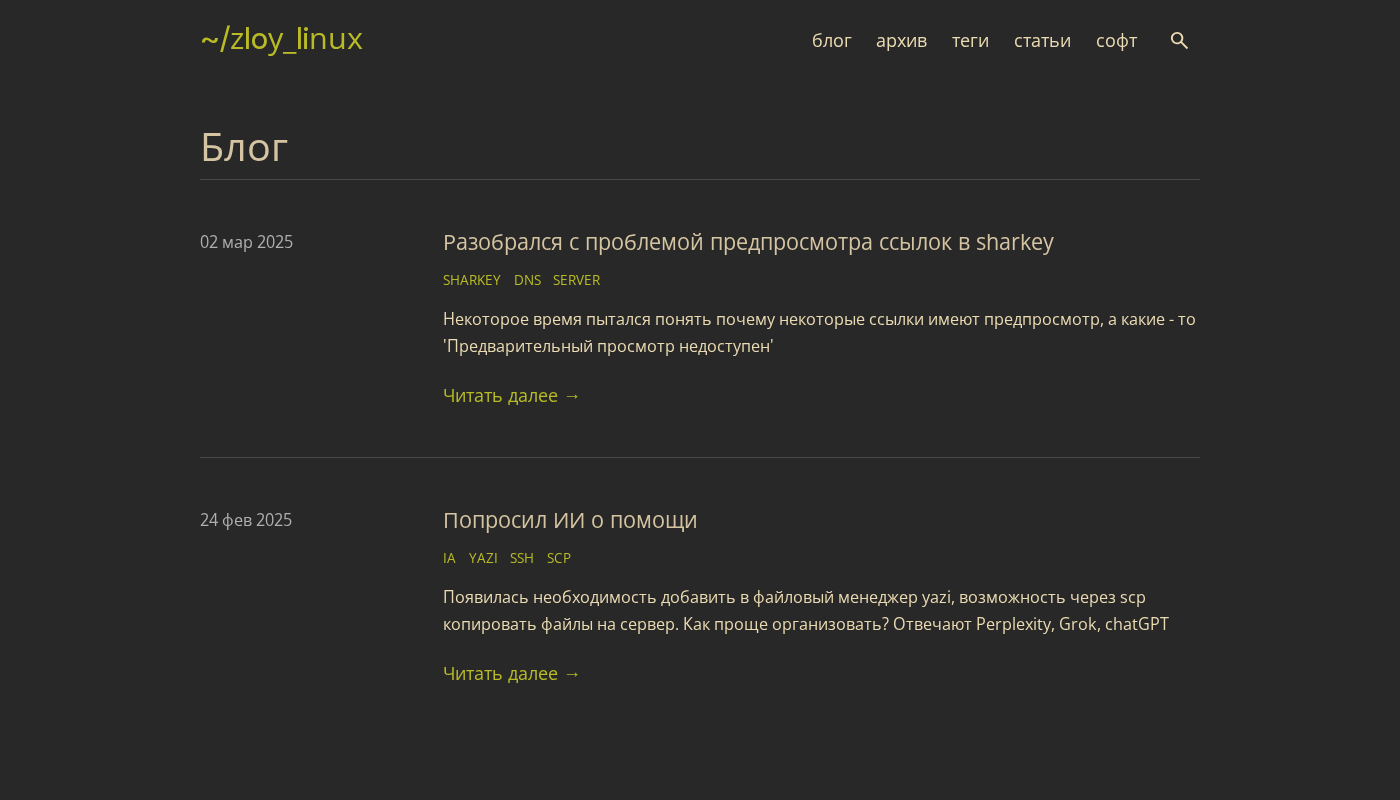 ~/zloy_linux
блог архив теги статьи софт
Блог
02 мар 2025
Разобрался с проблемой предпросмотра ссылок в sharkey
SHARKEY DNS SERVER
Некоторое время пытался понять почему некоторые ссылки имеют предпросмотр, а какие - то
'Предварительный просмотр недоступен'
Читать далее →
24 фев 2025
Попросил ИИ о помощи
IA YAZI SSH SCP
Появилась необходимость добавить в файловый менеджер yazi, возможность через scp
копировать файлы на сервер. Как проще организовать? Отвечают Perplexity, Grok, chatGPT
Читать далее →